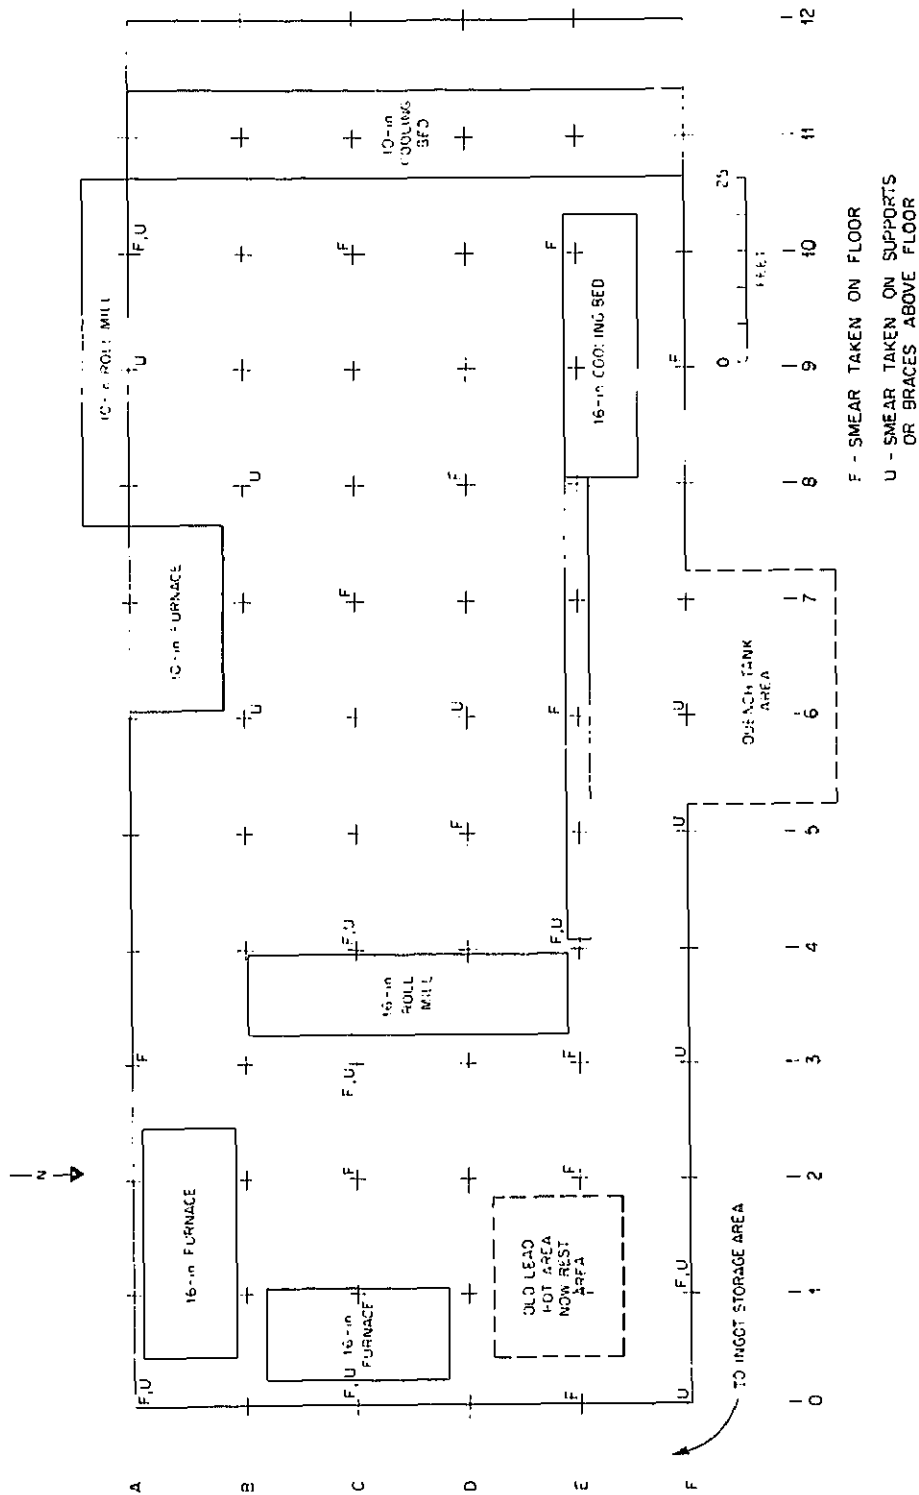 N
10-in ROLL MILL
10-in
COOLING
BED
10-in FURNACE
16-in FURNACE
16-in
FURNACE
16-in
ROLL
MILL
16-in COOLING BED
OLD LEAD
POT AREA
NOW REST
AREA
QUENCH TANK
AREA
TO INGOT STORAGE AREA
A
F,U
F
U
F,U
B
U
U
C
F,U
F
F,U
F,U
F
F
D
F
U
F
E
F
F
F
F,U
F
F
F
U
F,U
U
U
U
F
0
1
2
3
4
5
6
7
8
9
10
11
12
0
25
FEET
F - SMEAR TAKEN ON FLOOR
U - SMEAR TAKEN ON SUPPORTS
OR BRACES ABOVE FLOOR